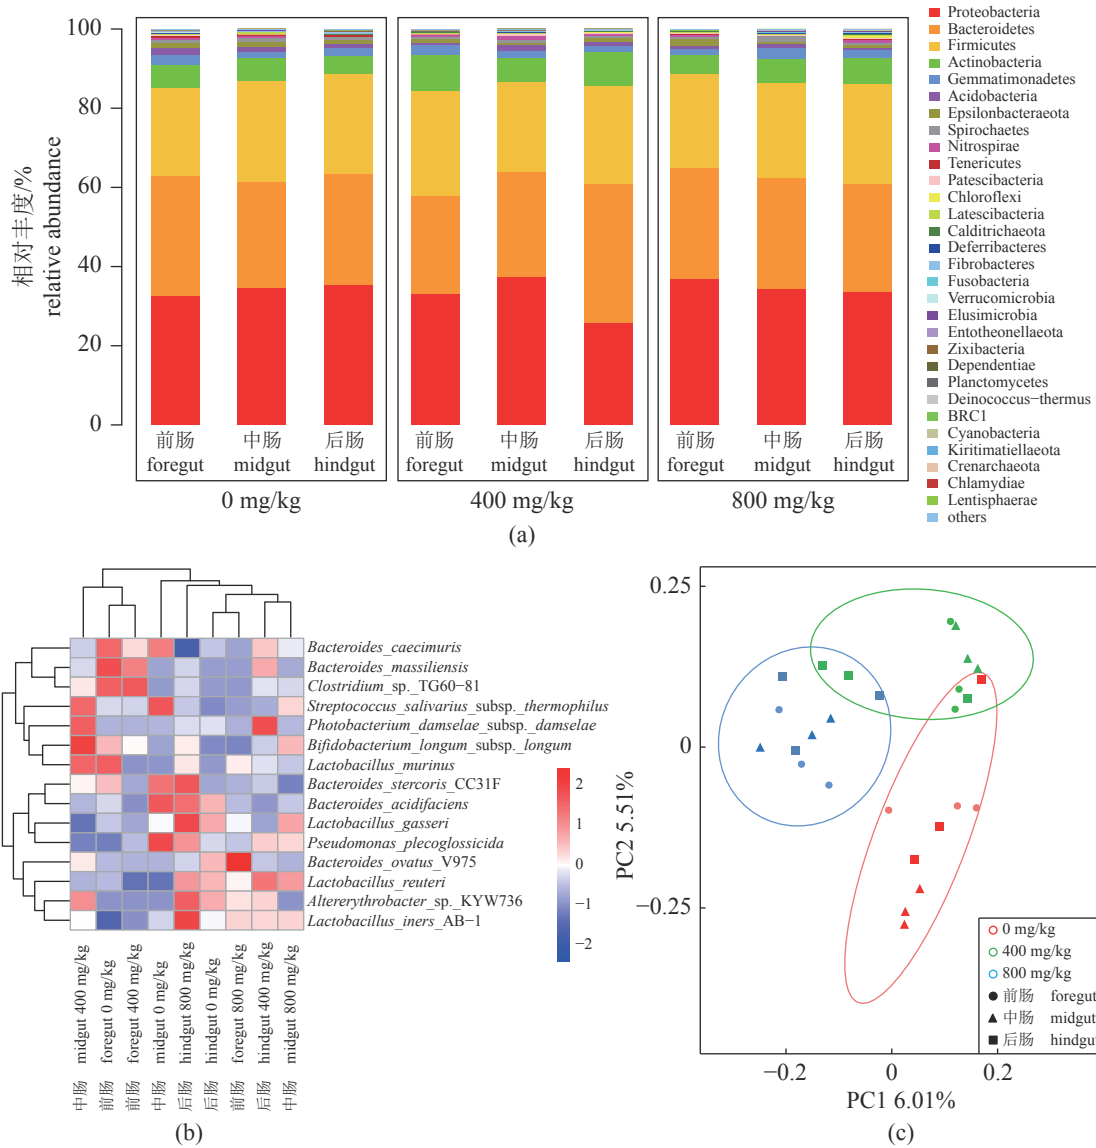 100
80
60
40
20
0
相对丰度/%
relative abundance
前肠
foregut
中肠
midgut
后肠
hindgut
0 mg/kg
前肠
foregut
中肠
midgut
后肠
hindgut
400 mg/kg
前肠
foregut
中肠
midgut
后肠
hindgut
800 mg/kg
Proteobacteria
Bacteroidetes
Firmicutes
Actinobacteria
Gemmatimonadetes
Acidobacteria
Epsilonbacteraeota
Spirochaetes
Nitrospirae
Tenericutes
Patescibacteria
Chloroflexi
Latescibacteria
Calditrichaeota
Deferribacteres
Fibrobacteres
Fusobacteria
Verrucomicrobia
Elusimicrobia
Entotheonellaeota
Zixibacteria
Dependentiae
Planctomycetes
Deinococcus−thermus
BRC1
Cyanobacteria
Kiritimatiellaeota
Crenarchaeota
Chlamydiae
Lentisphaerae
others
(a)
Bacteroides_caecimuris
Bacteroides_massiliensis
Clostridium_sp._TG60−81
Streptococcus_salivarius_subsp._thermophilus
Photobacterium_damselae_subsp._damselae
Bifidobacterium_longum_subsp._longum
Lactobacillus_murinus
Bacteroides_stercoris_CC31F
Bacteroides_acidifaciens
Lactobacillus_gasseri
Pseudomonas_plecoglossicida
Bacteroides_ovatus_V975
Lactobacillus_reuteri
Altererythrobacter_sp._KYW736
Lactobacillus_iners_AB−1
2
1
0
−1
−2
中肠 midgut 400 mg/kg
前肠 foregut 0 mg/kg
前肠 foregut 400 mg/kg
中肠 midgut 0 mg/kg
后肠 hindgut 800 mg/kg
后肠 hindgut 0 mg/kg
前肠 foregut 800 mg/kg
后肠 hindgut 400 mg/kg
中肠 midgut 800 mg/kg
(b)
0.25
0
−0.25
PC2 5.51%
−0.2
0
0.2
PC1 6.01%
0 mg/kg
400 mg/kg
800 mg/kg
前肠 foregut
中肠 midgut
后肠 hindgut
(c)